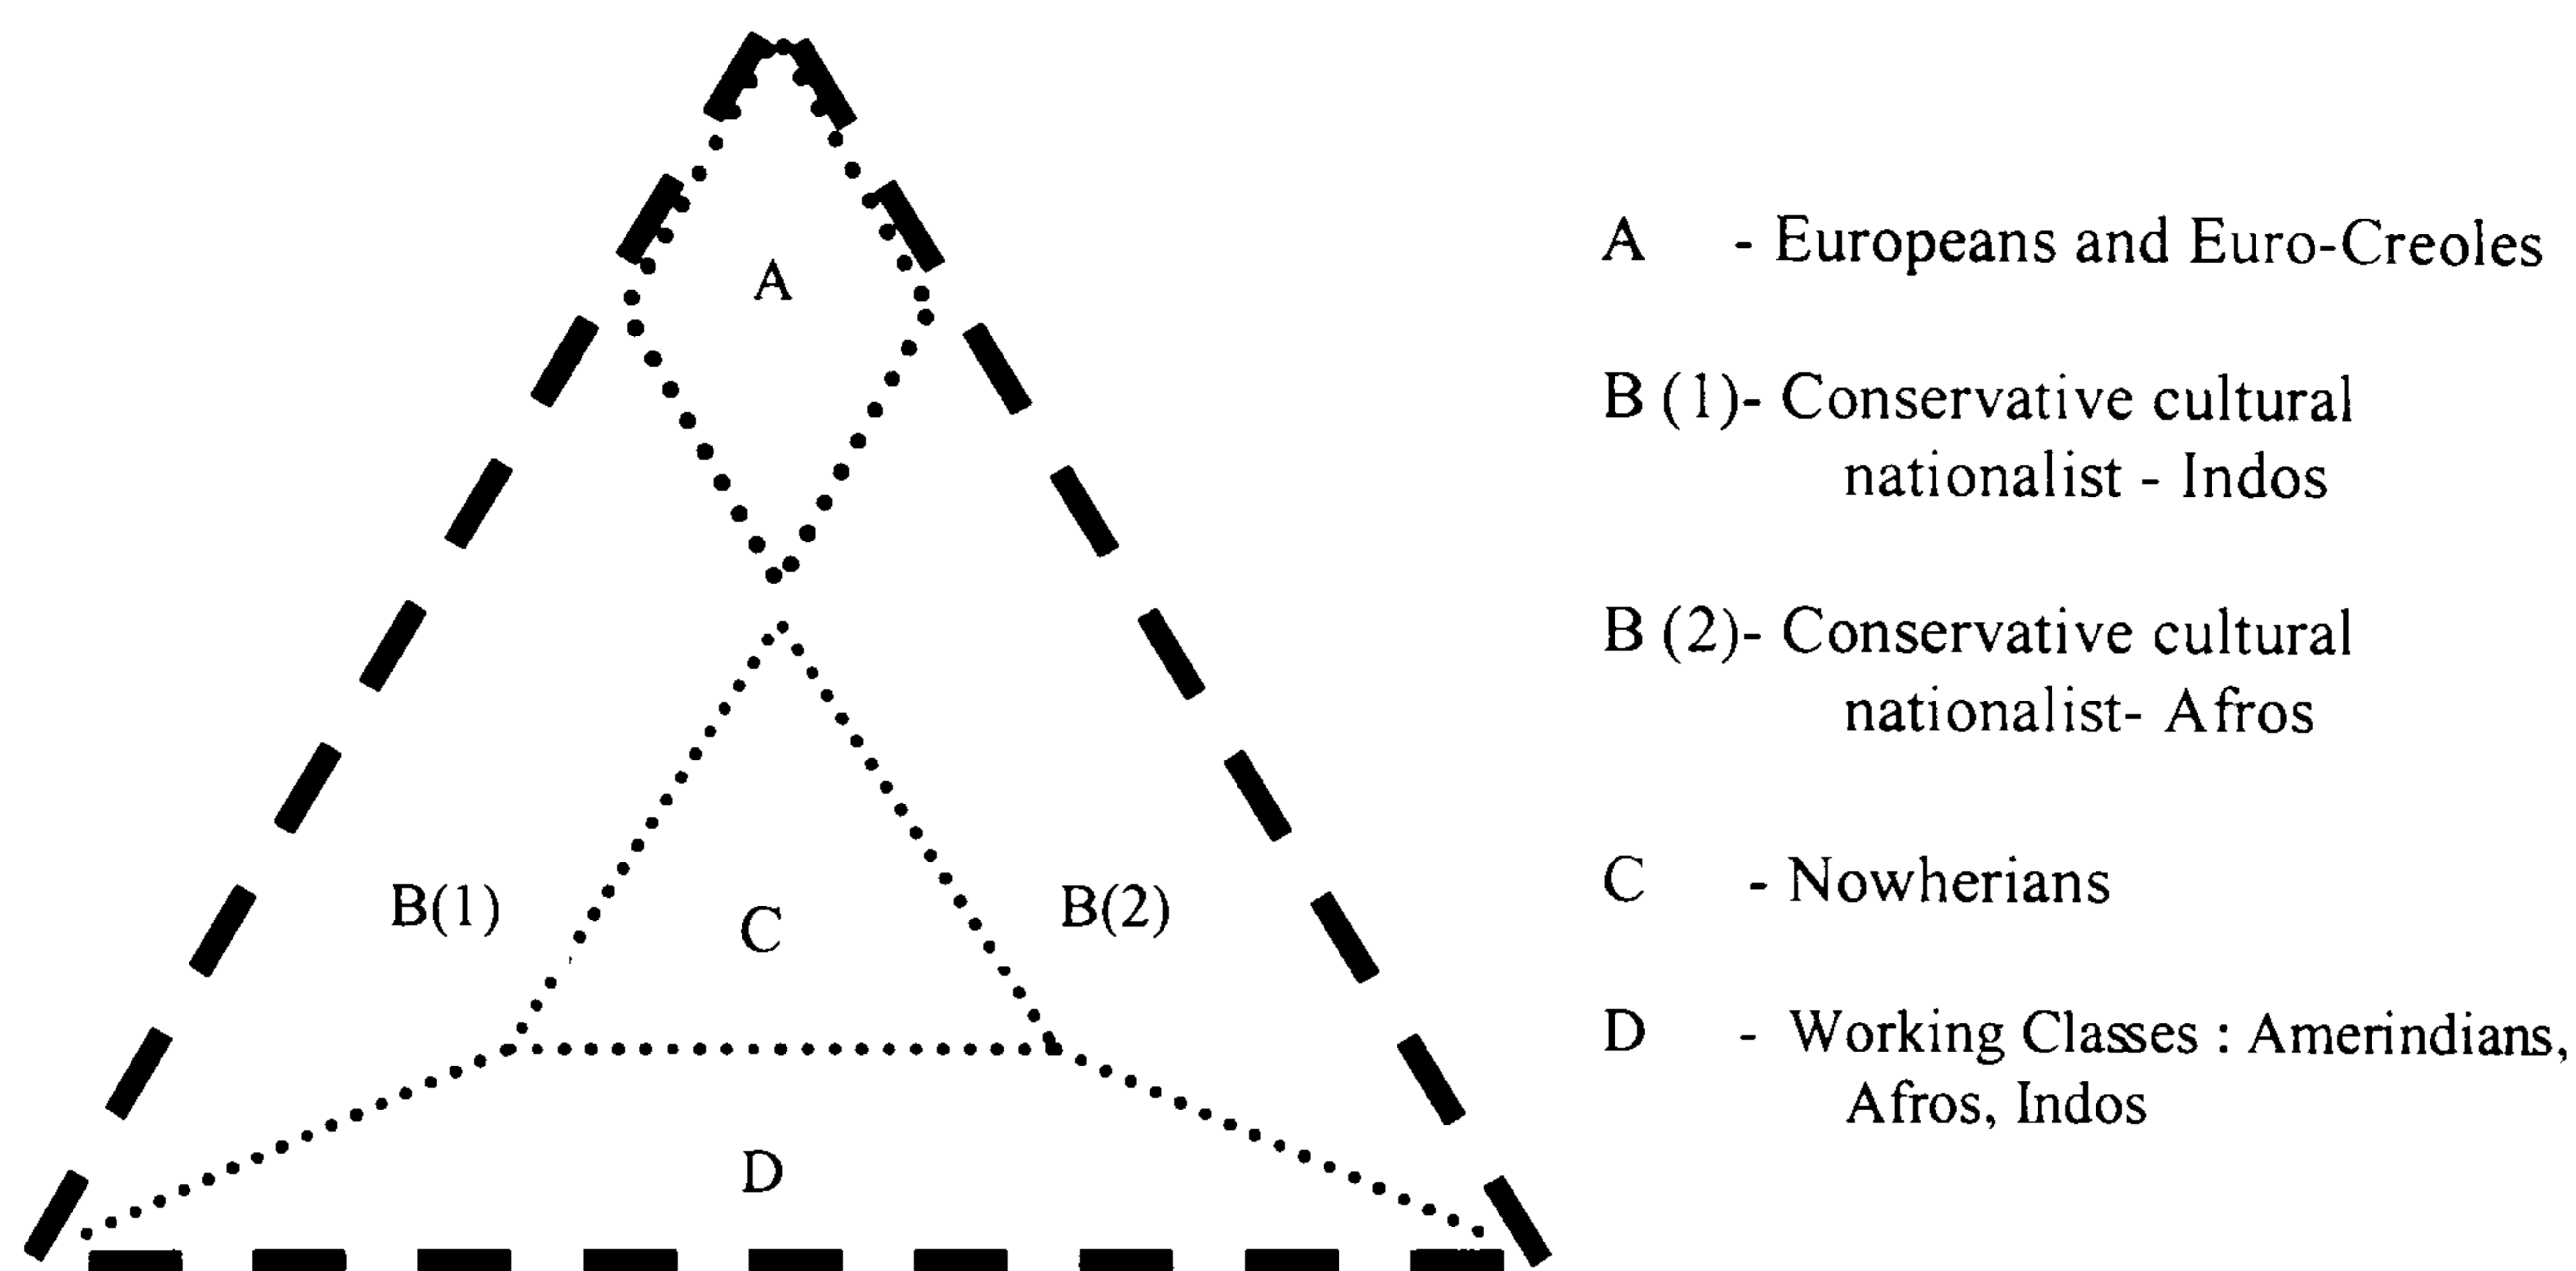 A
B(1)
C
B(2)
D
A - Europeans and Euro-Creoles
B (1)- Conservative cultural
nationalist - Indos
B (2)- Conservative cultural
nationalist- Afros
C - Nowherians
D - Working Classes : Amerindians,
Afros, Indos